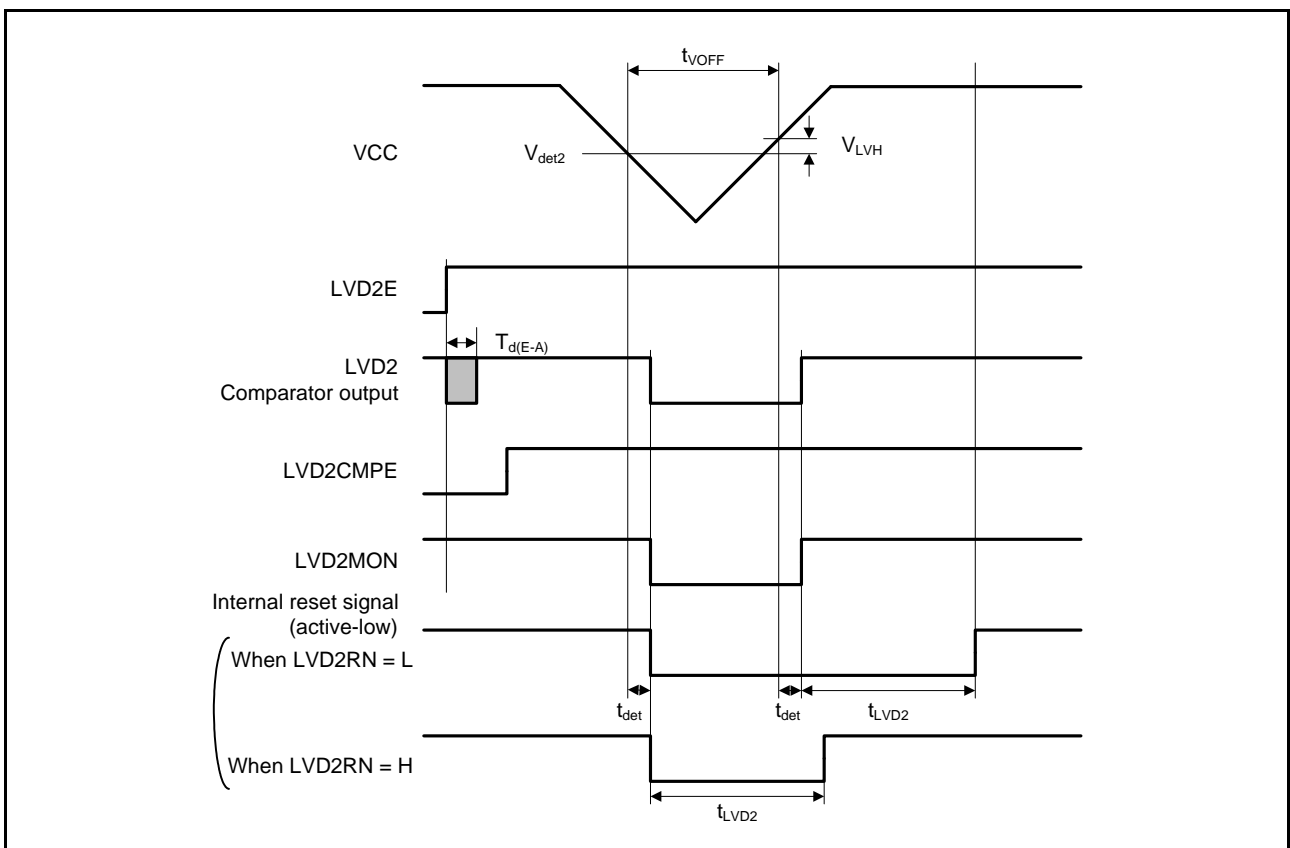 tVOFF
VCC
Vdet2
VLVH
LVD2E
Td(E-A)
LVD2
Comparator output
LVD2CMPE
LVD2MON
Internal reset signal
(active-low)
When LVD2RN = L
tdet
tdet
tLVD2
When LVD2RN = H
tLVD2